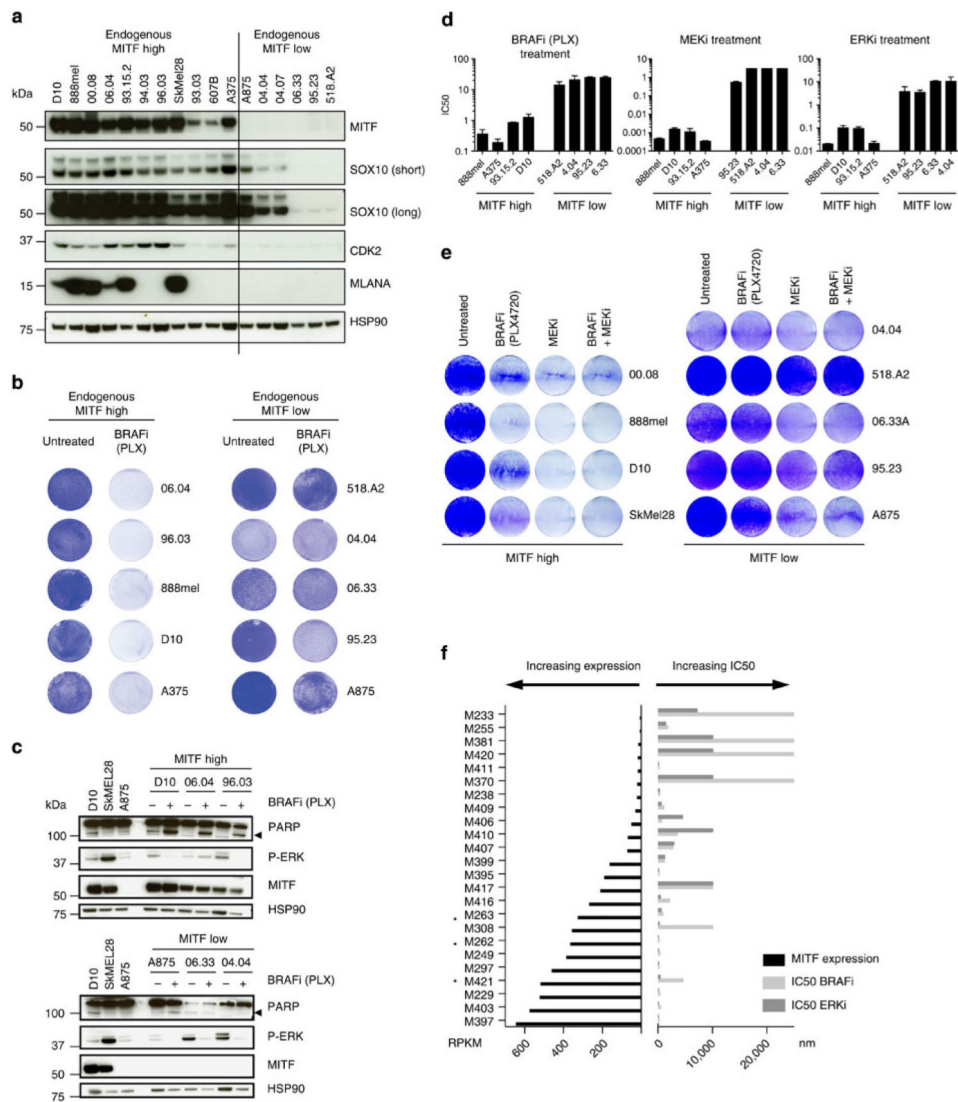 a
Endogenous MITF high
Endogenous MITF low
kDa
D10
888mel
00.08
06.04
93.15.2
94.03
96.03
SkMel28
93.03
607B
A375
A875
04.04
04.07
06.33
95.23
518.A2
50
MITF
50
SOX10 (short)
SOX10 (long)
37
CDK2
15
MLANA
75
HSP90
b
Endogenous MITF high
Endogenous MITF low
Untreated
BRAFi (PLX)
Untreated
BRAFi (PLX)
06.04
518.A2
96.03
04.04
888mel
06.33
D10
95.23
A375
A875
c
MITF high
D10
SkMEL28
A875
D10
06.04
96.03
kDa
− + − + − +
BRAFi (PLX)
100
PARP
37
P-ERK
50
MITF
75
HSP90
MITF low
D10
SkMEL28
A875
A875
06.33
04.04
− + − + − +
BRAFi (PLX)
100
PARP
37
P-ERK
50
MITF
75
HSP90
d
BRAFi (PLX) treatment
IC50
100
10
1
0.1
888mel
A375
93.15.2
D10
518.A2
4.04
95.23
6.33
MITF high
MITF low
MEKi treatment
10
1
0.1
0.01
0.001
0.0001
888mel
D10
93.15.2
A375
95.23
518.A2
4.04
6.33
MITF high
MITF low
ERKi treatment
100
10
1
0.1
0.01
888mel
D10
93.15.2
A375
518.A2
95.23
6.33
4.04
MITF high
MITF low
e
Untreated
BRAFi (PLX4720)
MEKi
BRAFi + MEKi
00.08
888mel
D10
SkMel28
MITF high
Untreated
BRAFi (PLX4720)
MEKi
BRAFi + MEKi
04.04
518.A2
06.33A
95.23
A875
MITF low
f
Increasing expression
Increasing IC50
M233
M255
M381
M420
M411
M370
M238
M409
M406
M410
M407
M399
M395
M417
M416
* M263
M308
* M262
M249
M297
* M421
M229
M403
M397
MITF expression
IC50 BRAFi
IC50 ERKi
RPKM
600
400
200
0
10,000
20,000
nm